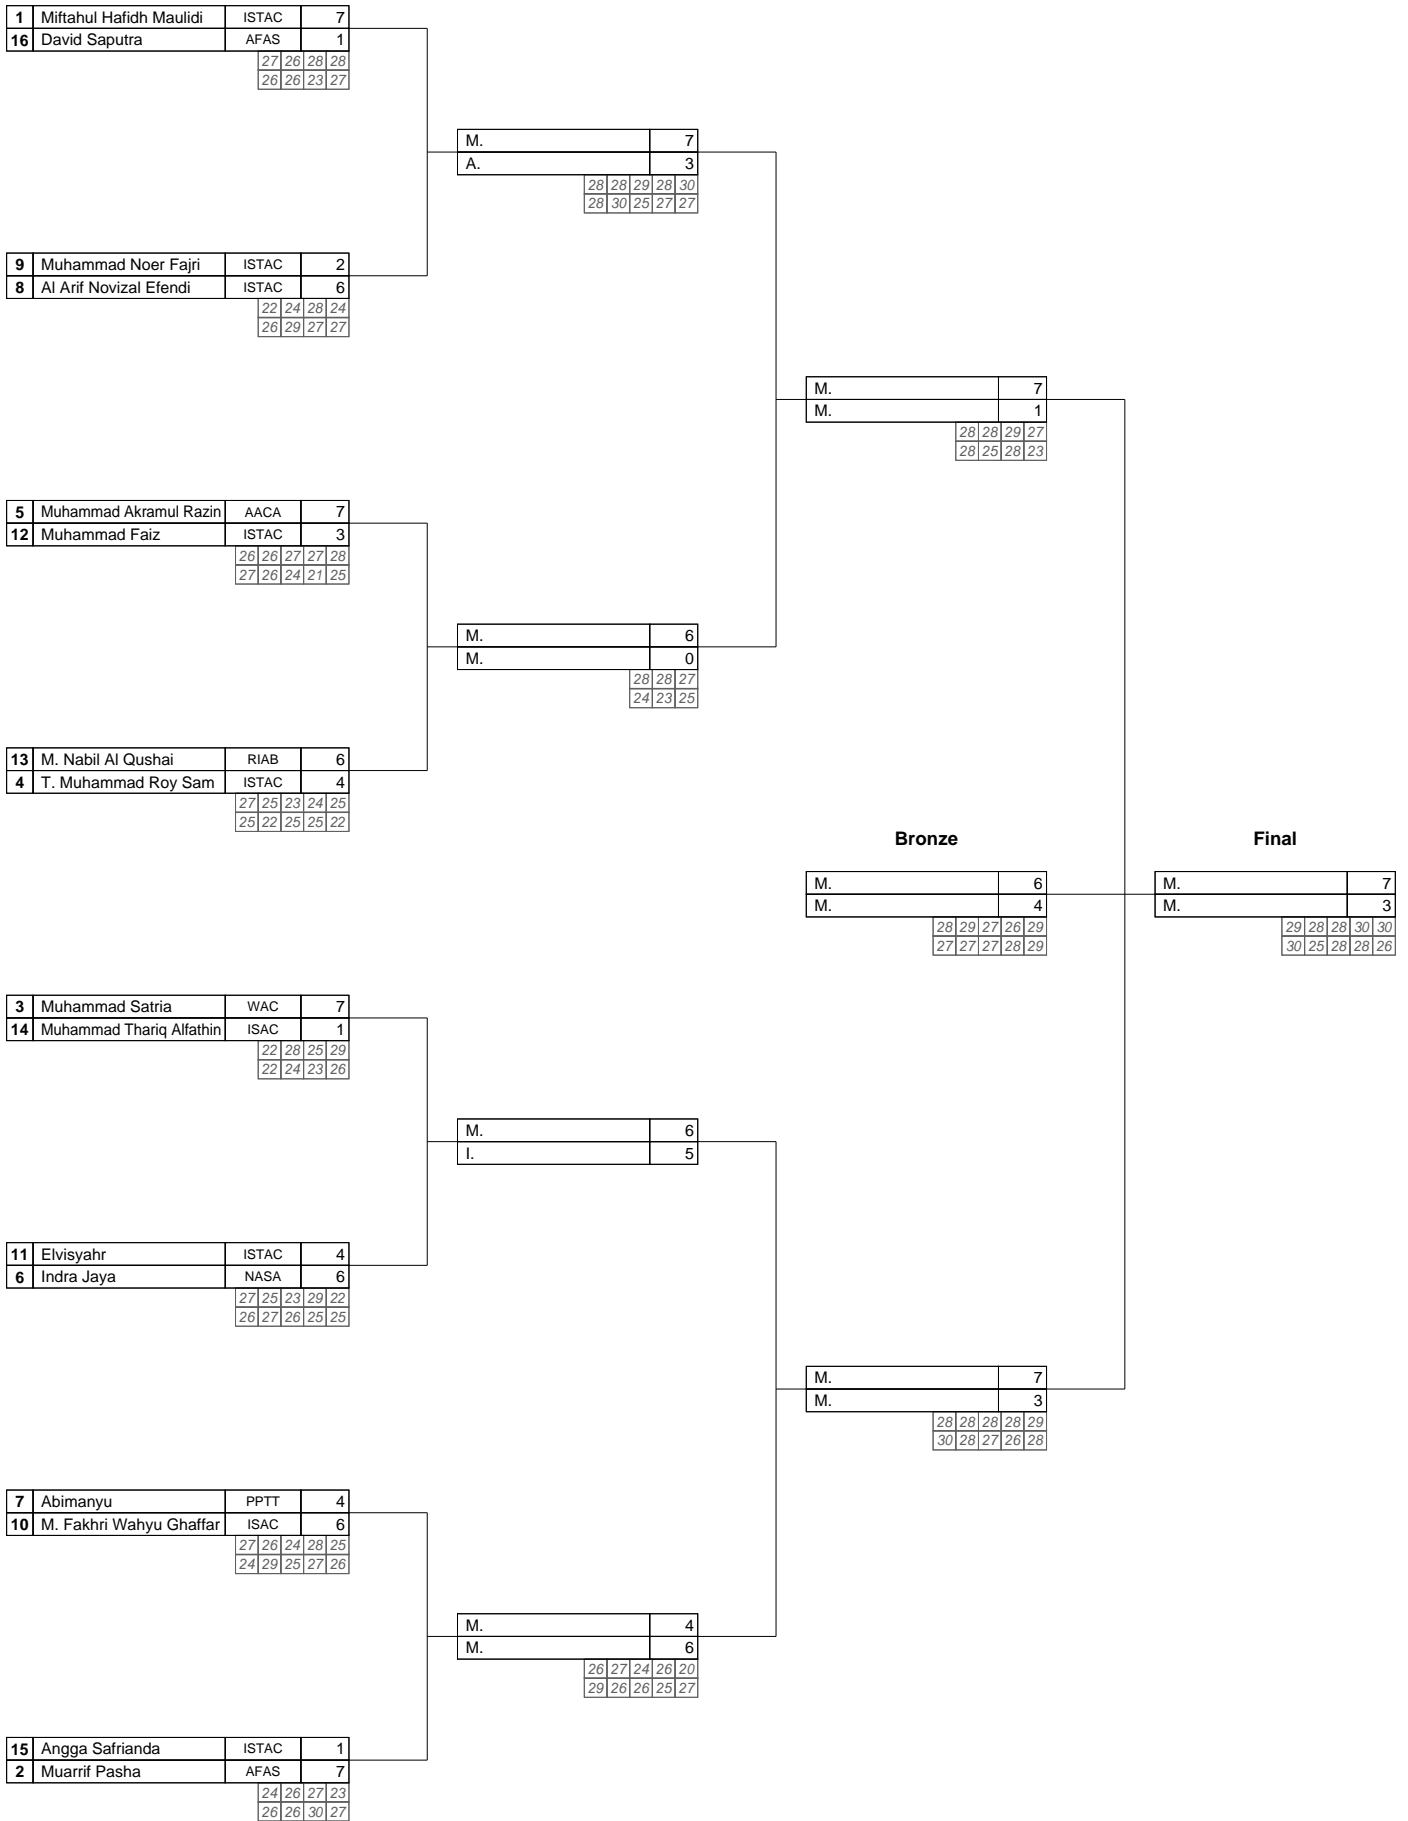 1 Miftahul Hafidh Maulidi ISTAC 7
16 David Saputra AFAS 1
27 26 28 28
26 26 23 27
M. 7
A. 3
28 28 29 28 30
28 30 25 27 27
9 Muhammad Noer Fajri ISTAC 2
8 Al Arif Novizal Efendi ISTAC 6
22 24 28 24
26 29 27 27
M. 7
M. 1
28 28 29 27
28 25 28 23
5 Muhammad Akramul Razin AACA 7
12 Muhammad Faiz ISTAC 3
26 26 27 27 28
27 26 24 21 25
M. 6
M. 0
28 28 27
24 23 25
13 M. Nabil Al Qushai RIAB 6
4 T. Muhammad Roy Sam ISTAC 4
27 25 23 24 25
25 22 25 25 22
Bronze
M. 6
M. 4
28 29 27 26 29
27 27 27 28 29
Final
M. 7
M. 3
29 28 28 30 30
30 25 28 28 26
3 Muhammad Satria WAC 7
14 Muhammad Thariq Alfathin ISAC 1
22 28 25 29
22 24 23 26
M. 6
I. 5
11 Elvisyahr ISTAC 4
6 Indra Jaya NASA 6
27 25 23 29 22
26 27 26 25 25
M. 7
M. 3
28 28 28 28 29
30 28 27 26 28
7 Abimanyu PPTT 4
10 M. Fakhri Wahyu Ghaffar ISAC 6
27 26 24 28 25
24 29 25 27 26
M. 4
M. 6
26 27 24 26 20
29 26 26 25 27
15 Angga Safrianda ISTAC 1
2 Muarrif Pasha AFAS 7
24 26 27 23
26 26 30 27